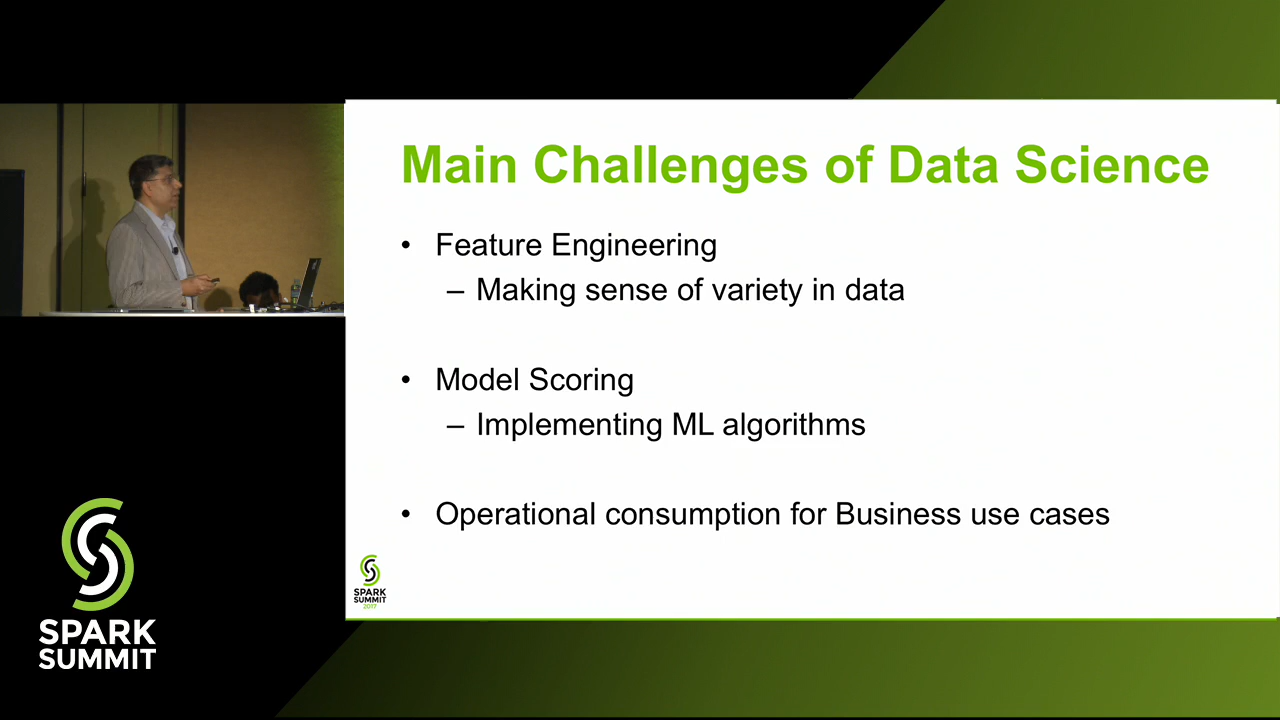 Main Challenges of Data Science
• Feature Engineering
– Making sense of variety in data
• Model Scoring
– Implementing ML algorithms
• Operational consumption for Business use cases
SPARK
SUMMIT
2017
SPARK
SUMMIT